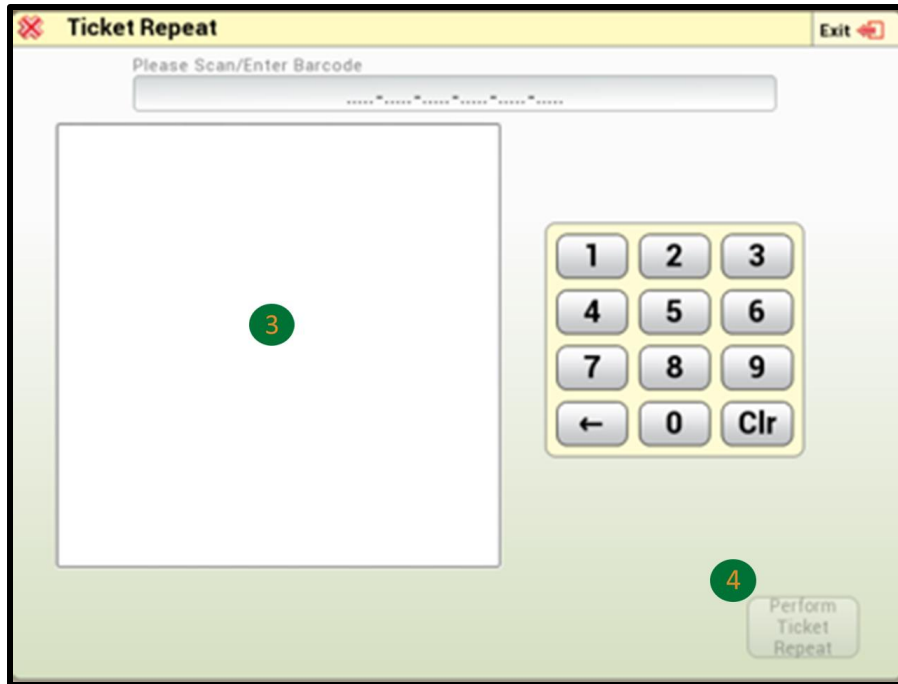 Ticket Repeat
Exit
Please Scan/Enter Barcode
.....-.....-.....-.....-.....-.....
1 2 3
3
4 5 6
7 8 9
← 0 Clr
4
Perform
Ticket
Repeat